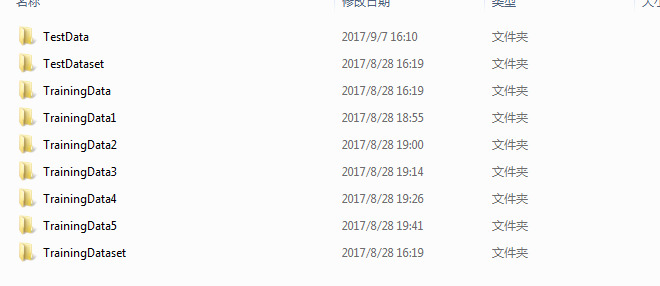 名称 修改日期 类型 大小
TestData 2017/9/7 16:10 文件夹
TestDataset 2017/8/28 16:19 文件夹
TrainingData 2017/8/28 16:19 文件夹
TrainingData1 2017/8/28 18:55 文件夹
TrainingData2 2017/8/28 19:00 文件夹
TrainingData3 2017/8/28 19:14 文件夹
TrainingData4 2017/8/28 19:26 文件夹
TrainingData5 2017/8/28 19:41 文件夹
TrainingDataset 2017/8/28 16:19 文件夹